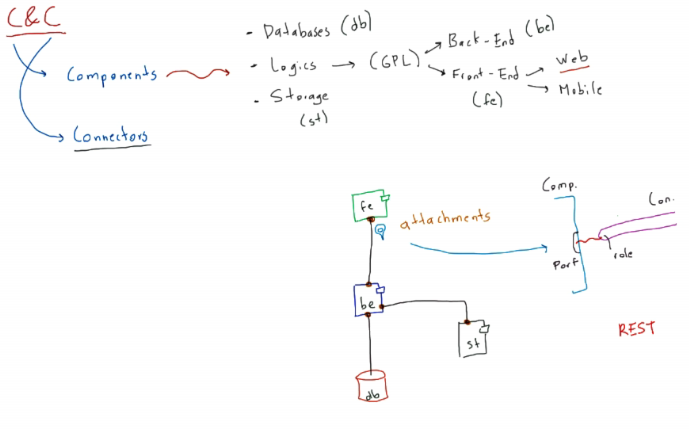 C&C
Components
Connectors
- Databases (db)
- Logics → (GPL)
- Storage
(st)
Back-End (be)
Front-End
(fe)
Web
Mobile
fe
attachments
be
st
db
Comp.
Con.
Port
role
REST